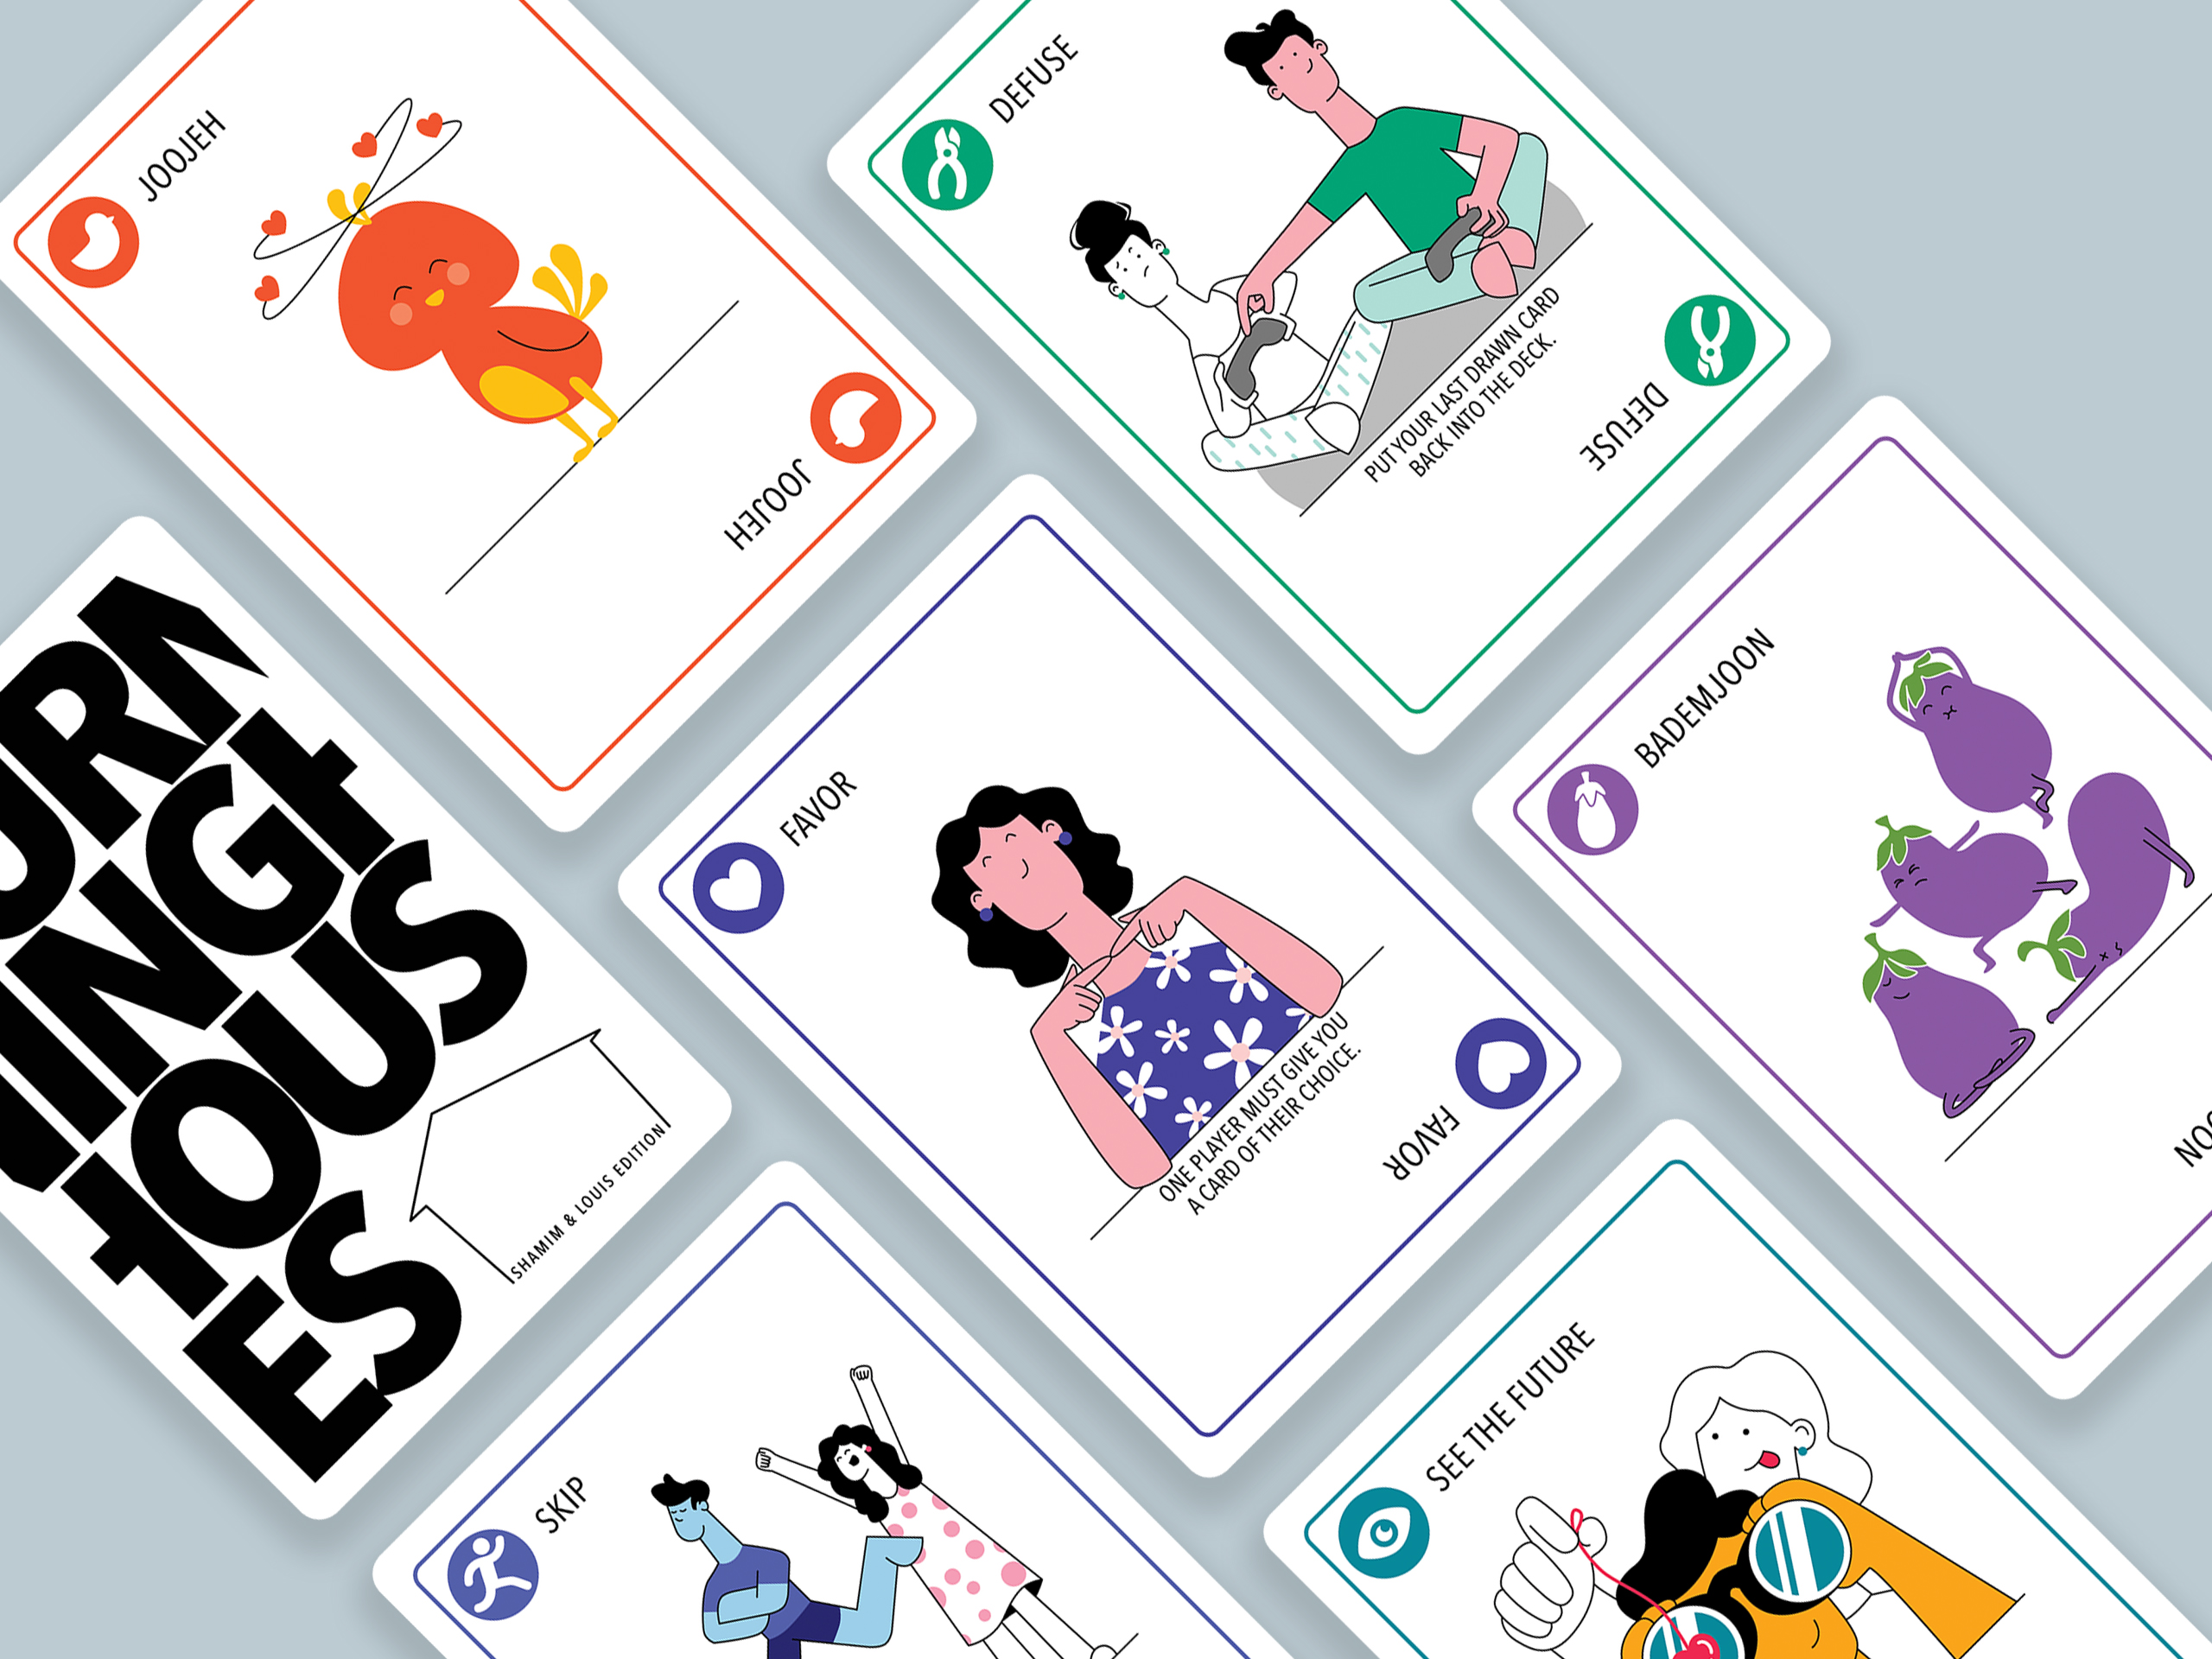 JOOJEH
JOOJEH
DEFUSE
PUT YOUR LAST DRAWN CARD
BACK INTO THE DECK.
DEFUSE
SHAMIM & LOUIS EDITION
FAVOR
ONE PLAYER MUST GIVE YOU
A CARD OF THEIR CHOICE.
FAVOR
BADEMJOON
SKIP
SEE THE FUTURE